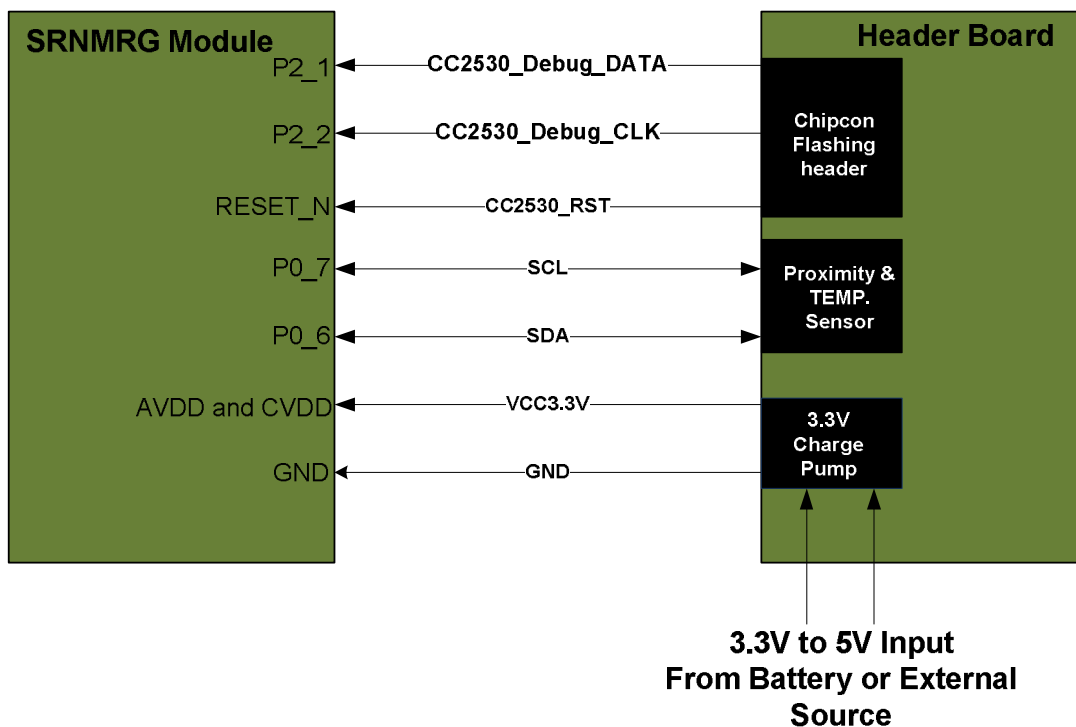 SRNMRG Module
Header Board
P2_1
CC2530_Debug_DATA
P2_2
CC2530_Debug_CLK
RESET_N
CC2530_RST
Chipcon
Flashing
header
P0_7
SCL
P0_6
SDA
Proximity &
TEMP.
Sensor
AVDD and CVDD
VCC3.3V
GND
GND
3.3V
Charge
Pump
3.3V to 5V Input
From Battery or External
Source